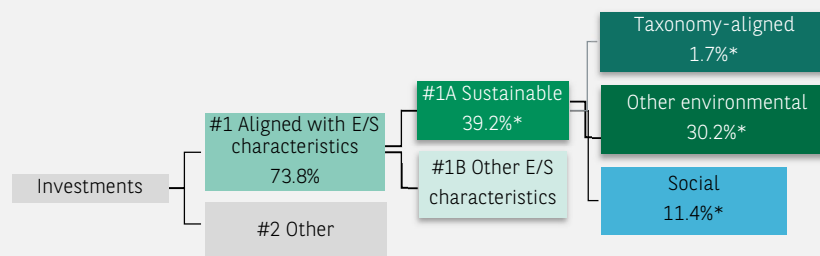 Investments
#1 Aligned with E/S
characteristics
73.8%
#2 Other
#1A Sustainable
39.2%*
#1B Other E/S
characteristics
Taxonomy-aligned
1.7%*
Other environmental
30.2%*
Social
11.4%*